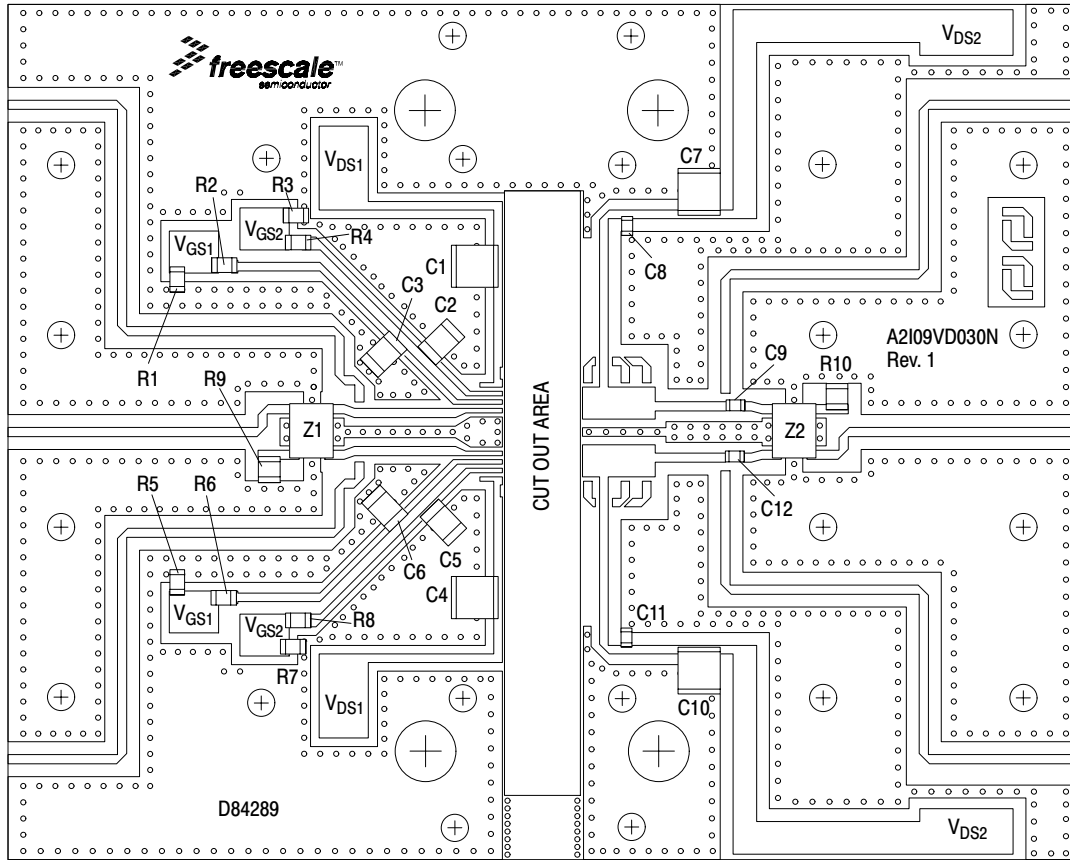 freescale™
semiconductor
VDS2
VDS1
C7
R2
R3
VGS1
VGS2
R4
C1
C3
C2
C8
R1
R9
C9
A2I09VD030N
Rev. 1
R10
Z1
CUT OUT AREA
Z2
R5
R6
C12
C6
C5
C4
VGS1
VGS2
R8
C11
R7
VDS1
C10
D84289
VDS2